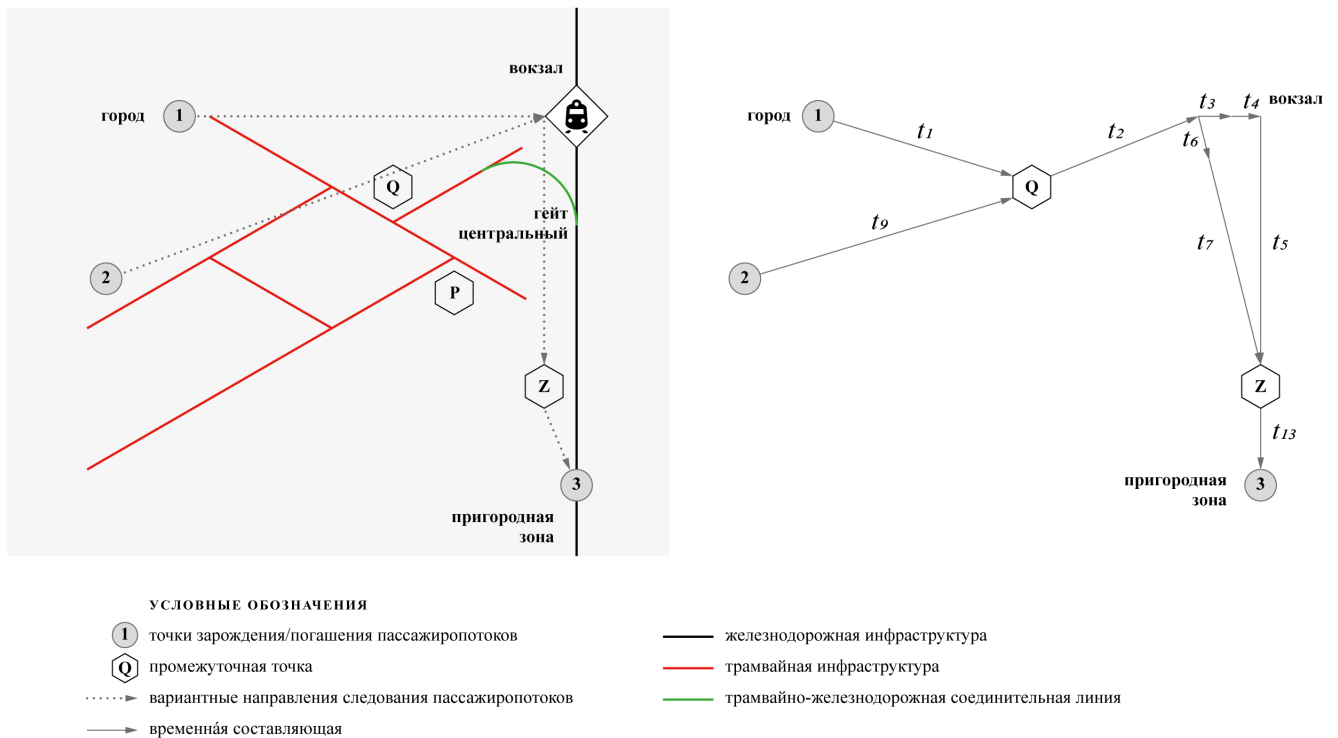 вокзал
город
1
Q
гейт
центральный
2
P
Z
3
пригородная
зона
город
1
t1
t2
t3
t4
вокзал
t6
Q
t9
2
t7
t5
Z
t13
пригородная
зона
3
УСЛОВНЫЕ ОБОЗНАЧЕНИЯ
1 точки зарождения/погашения пассажиропотоков
Q промежуточная точка
вариантные направления следования пассажиропотоков
временнáя составляющая
железнодорожная инфраструктура
трамвайная инфраструктура
трамвайно-железнодорожная соединительная линия